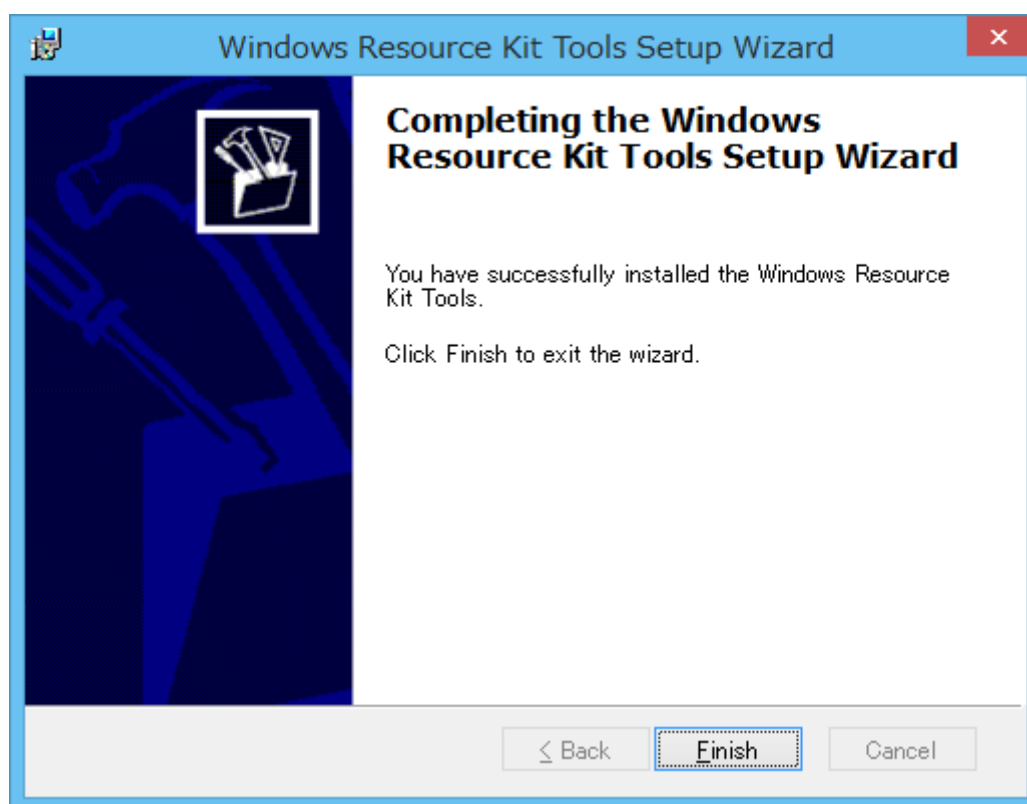 Windows Resource Kit Tools Setup Wizard
Completing the Windows
Resource Kit Tools Setup Wizard
You have successfully installed the Windows Resource
Kit Tools.
Click Finish to exit the wizard.
< Back
Finish
Cancel